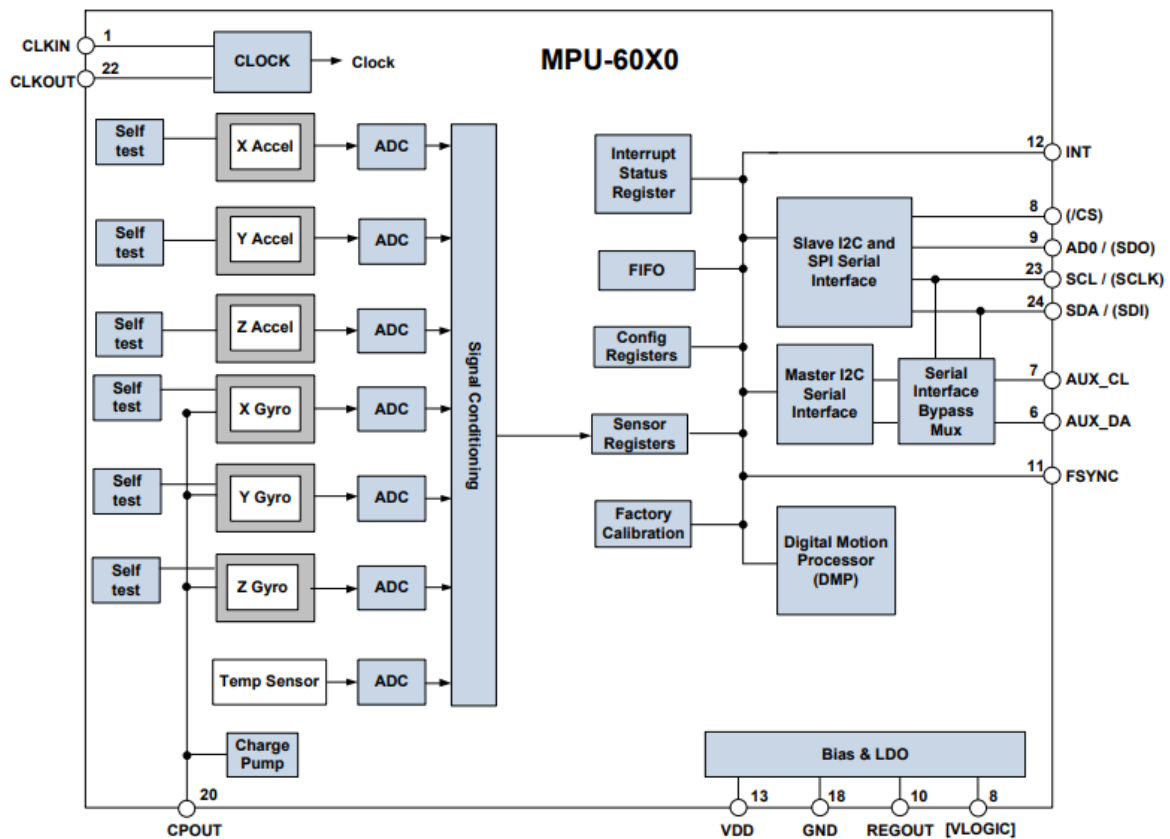 MPU-60X0
CLKIN
1
CLKOUT
22
CLOCK
Clock
Self
test
X Accel
ADC
Self
test
Y Accel
ADC
Self
test
Z Accel
ADC
Self
test
X Gyro
ADC
Self
test
Y Gyro
ADC
Self
test
Z Gyro
ADC
Temp Sensor
ADC
Charge
Pump
20
CPOUT
Signal Conditioning
Interrupt
Status
Register
FIFO
Config
Registers
Sensor
Registers
Factory
Calibration
Slave I2C and
SPI Serial
Interface
Master I2C
Serial
Interface
Serial
Interface
Bypass
Mux
Digital Motion
Processor
(DMP)
12
INT
8
(/CS)
9
AD0 / (SDO)
23
SCL / (SCLK)
24
SDA / (SDI)
7
AUX_CL
6
AUX_DA
11
FSYNC
Bias & LDO
13
VDD
18
GND
10
REGOUT
8
[VLOGIC]